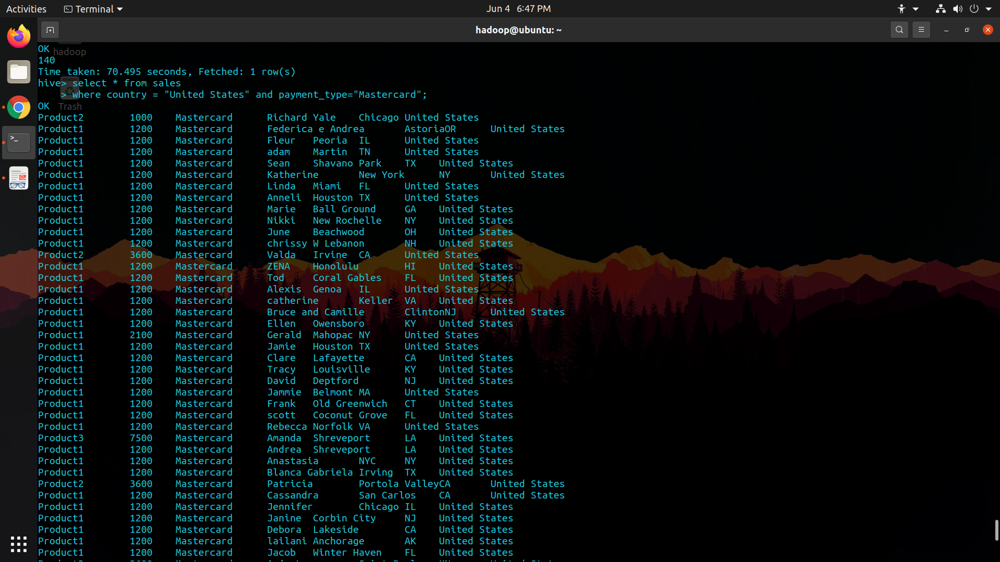 Activities Terminal Jun 4 6:47 PM
hadoop@ubuntu: ~
OK
hadoop
140
Time taken: 70.495 seconds, Fetched: 1 row(s)
hive> select * from sales
> where country = "United States" and payment_type="Mastercard";
OK
Trash
Product2 1000 Mastercard Richard Yale Chicago United States
Product1 1200 Mastercard Federica e Andrea AstoriaOR United States
Product1 1200 Mastercard Fleur Peoria IL United States
Product1 1200 Mastercard adam Martin TN United States
Product1 1200 Mastercard Sean Shavano Park TX United States
Product1 1200 Mastercard Katherine New York NY United States
Product1 1200 Mastercard Linda Miami FL United States
Product1 1200 Mastercard Anneli Houston TX United States
Product1 1200 Mastercard Marie Ball Ground GA United States
Product1 1200 Mastercard Nikki New Rochelle NY United States
Product1 1200 Mastercard June Beachwood OH United States
Product1 1200 Mastercard chrissy W Lebanon NH United States
Product2 3600 Mastercard Valda Irvine CA United States
Product1 1200 Mastercard ZENA Honolulu HI United States
Product1 1200 Mastercard Tod Coral Gables FL United States
Product1 1200 Mastercard Alexis Genoa IL United States
Product1 1200 Mastercard catherine Keller VA United States
Product1 1200 Mastercard Bruce and Camille ClintonNJ United States
Product1 1200 Mastercard Ellen Owensboro KY United States
Product1 2100 Mastercard Gerald Mahopac NY United States
Product1 1200 Mastercard Jamie Houston TX United States
Product1 1200 Mastercard Clare Lafayette CA United States
Product1 1200 Mastercard Tracy Louisville KY United States
Product1 1200 Mastercard David Deptford NJ United States
Product1 1200 Mastercard Jammie Belmont MA United States
Product1 1200 Mastercard Frank Old Greenwich CT United States
Product1 1200 Mastercard scott Coconut Grove FL United States
Product1 1200 Mastercard Rebecca Norfolk VA United States
Product3 7500 Mastercard Amanda Shreveport LA United States
Product1 1200 Mastercard Andrea Shreveport LA United States
Product1 1200 Mastercard Anastasia NYC NY United States
Product1 1200 Mastercard Blanca Gabriela Irving TX United States
Product2 3600 Mastercard Patricia Portola ValleyCA United States
Product1 1200 Mastercard Cassandra San Carlos CA United States
Product1 1200 Mastercard Jennifer Chicago IL United States
Product1 1200 Mastercard Janine Corbin City NJ United States
Product1 1200 Mastercard Debora Lakeside CA United States
Product1 1200 Mastercard lailani Anchorage AK United States
Product1 1200 Mastercard Jacob Winter Haven FL United States